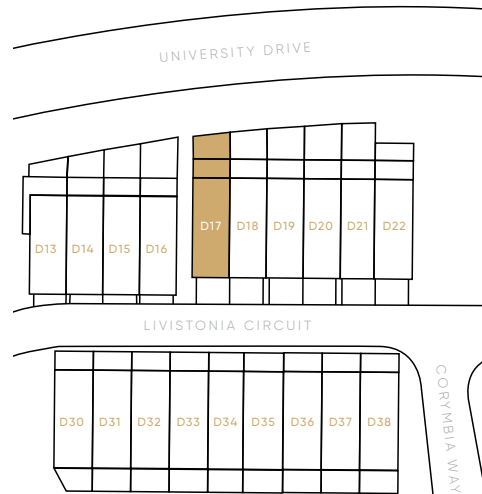 UNIVERSITY DRIVE
D17 D18 D19 D20 D21 D22
D13 D14 D15 D16
LIVISTONIA CIRCUIT
CORYMBIA WAY
D30 D31 D32 D33 D34 D35 D36 D37 D38